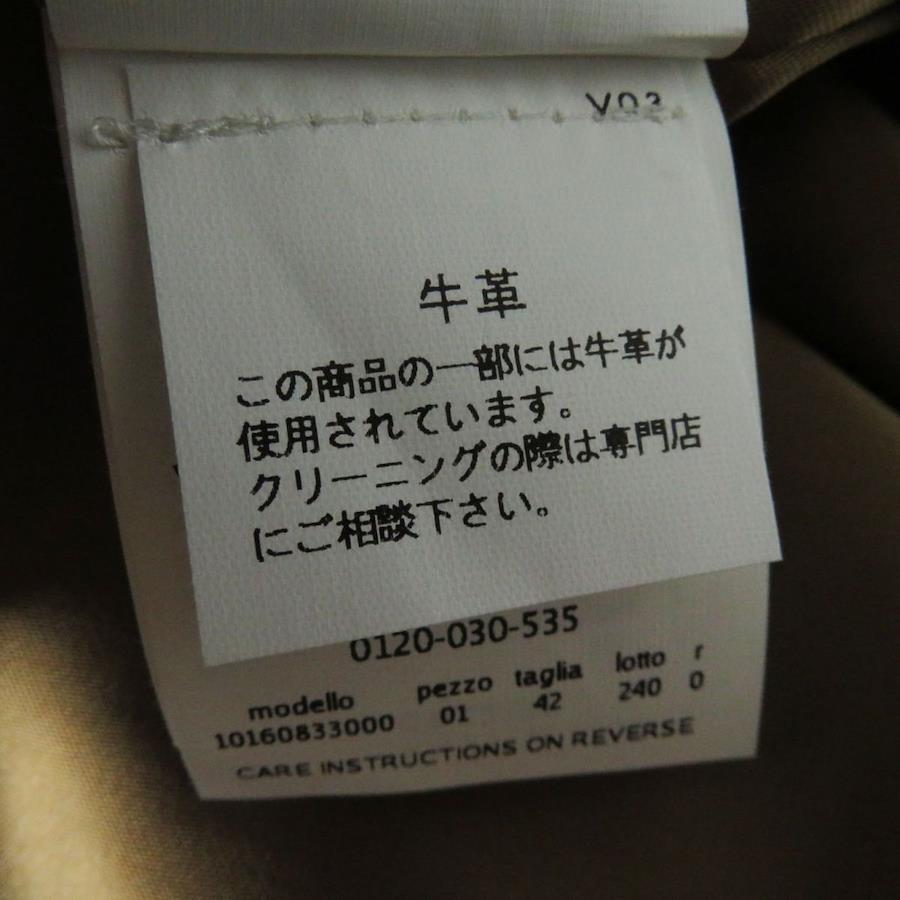 V03
牛革
この商品の一部には牛革が
使用されています。
クリーニングの際は専門店
にご相談下さい。
0120-030-535
modello pezzo taglia lotto r
10160833000 01 42 240 0
CARE INSTRUCTIONS ON REVERSE